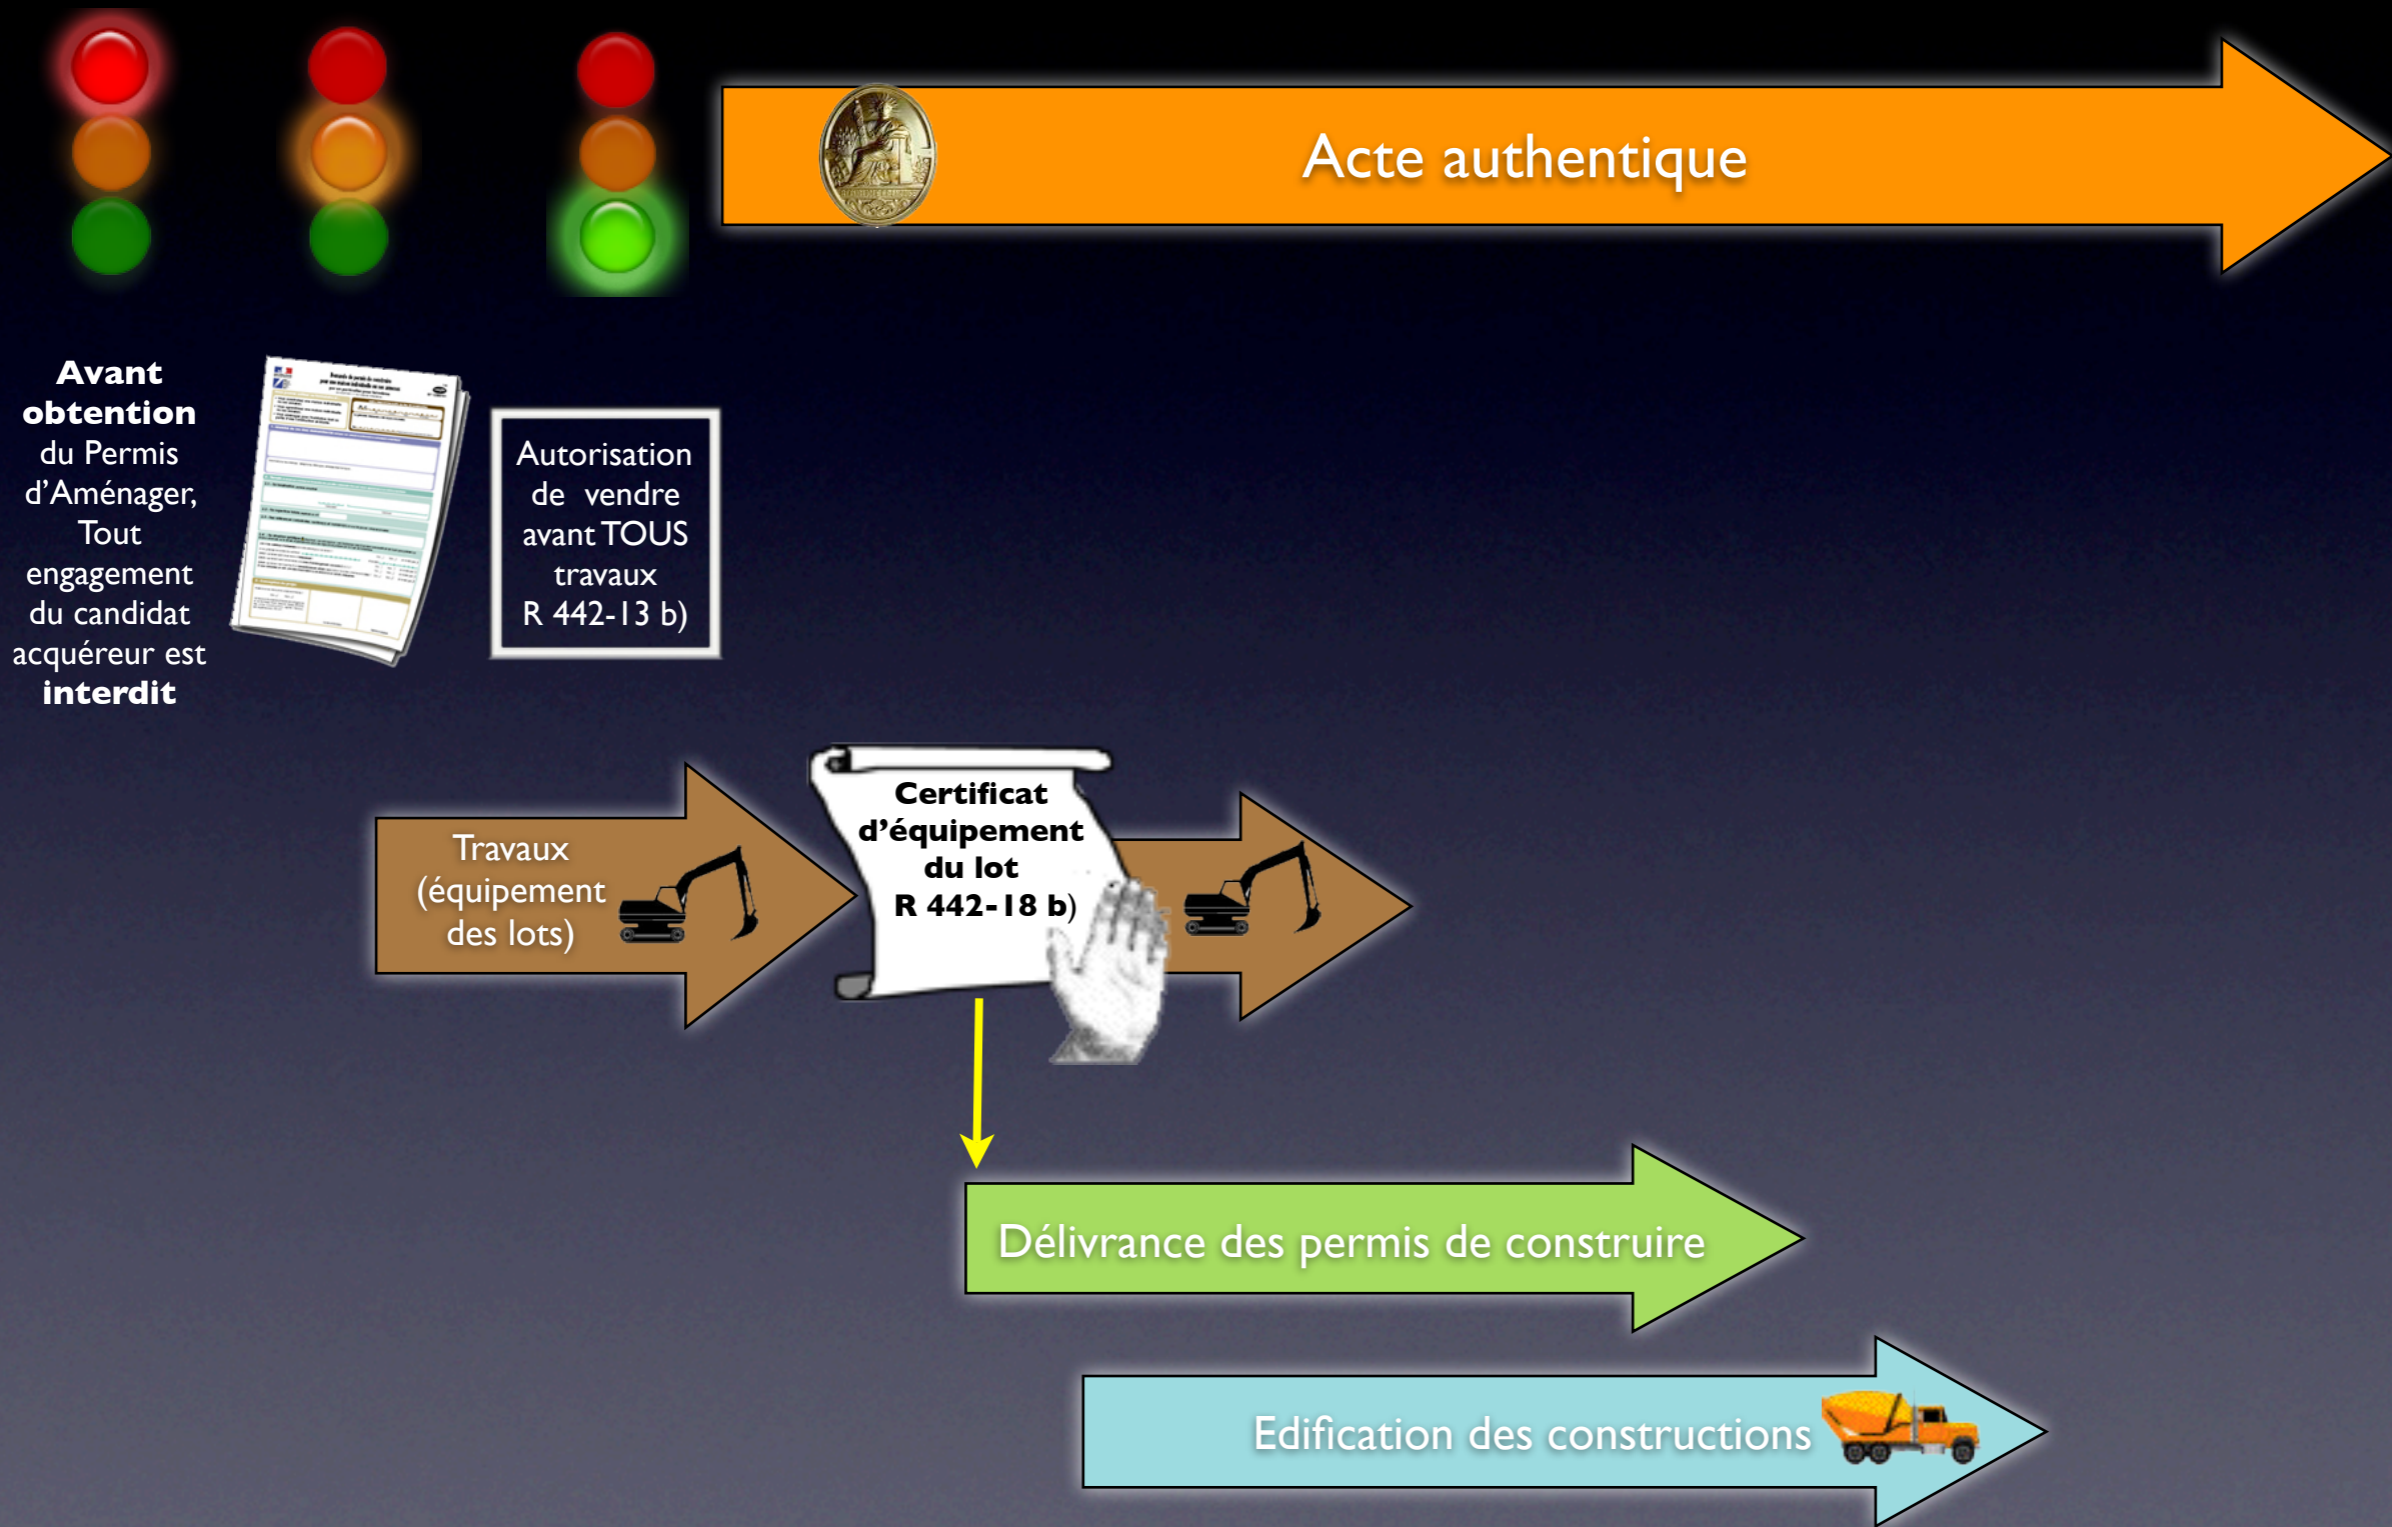 Acte authentique
Avant
obtention
du Permis
d’Aménager,
Tout
engagement
du candidat
acquéreur est
interdit
Autorisation
de vendre
avant TOUS
travaux
R 442-13 b)
Travaux
(équipement
des lots)
Certificat
d’équipement
du lot
R 442-18 b)
Délivrance des permis de construire
Edification des constructions